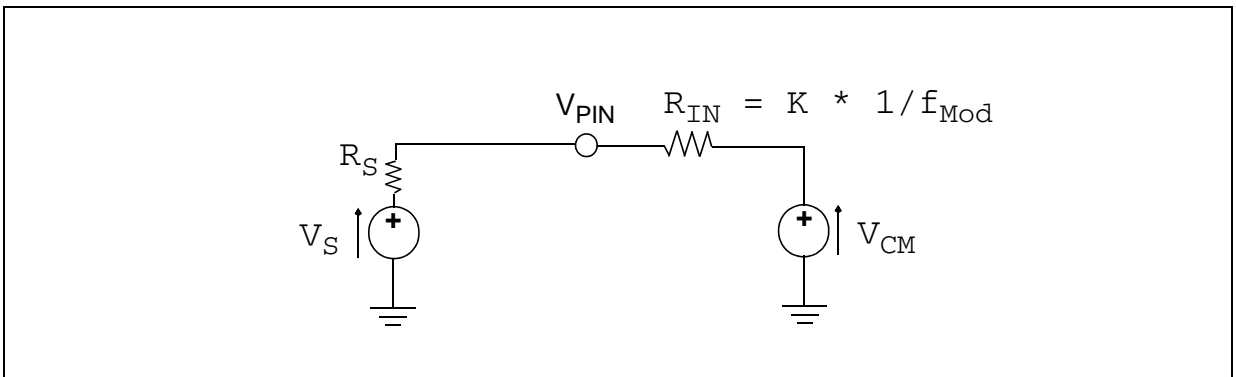 V_PIN R_IN = K * 1/f_Mod
R_S
+ +
V_S V_CM